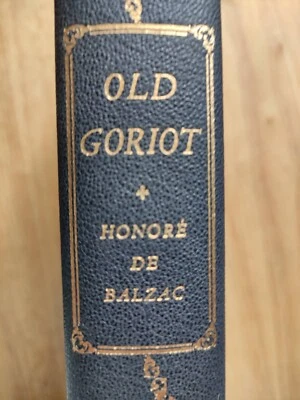 OLD
GORIOT
HONORÉ
DE
BALZAC